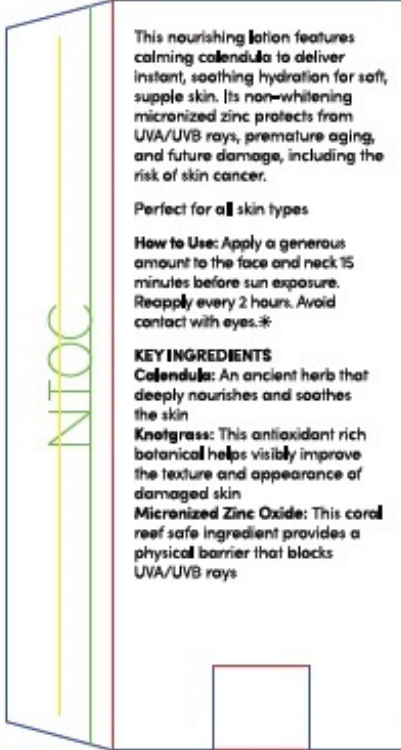 This nourishing lotion features
calming calendula to deliver
instant, soothing hydration for soft,
supple skin. Its non-whitening
micronized zinc protects from
UVA/UVB rays, premature aging,
and future damage, including the
risk of skin cancer.
Perfect for all skin types
How to Use: Apply a generous
amount to the face and neck 15
minutes before sun exposure.
Reapply every 2 hours. Avoid
contact with eyes.*
KEY INGREDIENTS
Calendula: An ancient herb that
deeply nourishes and soothes
the skin
Knotgrass: This antioxidant rich
botanical helps visibly improve
the texture and appearance of
damaged skin
Micronized Zinc Oxide: This coral
reef safe ingredient provides a
physical barrier that blocks
UVA/UVB rays
NTOC